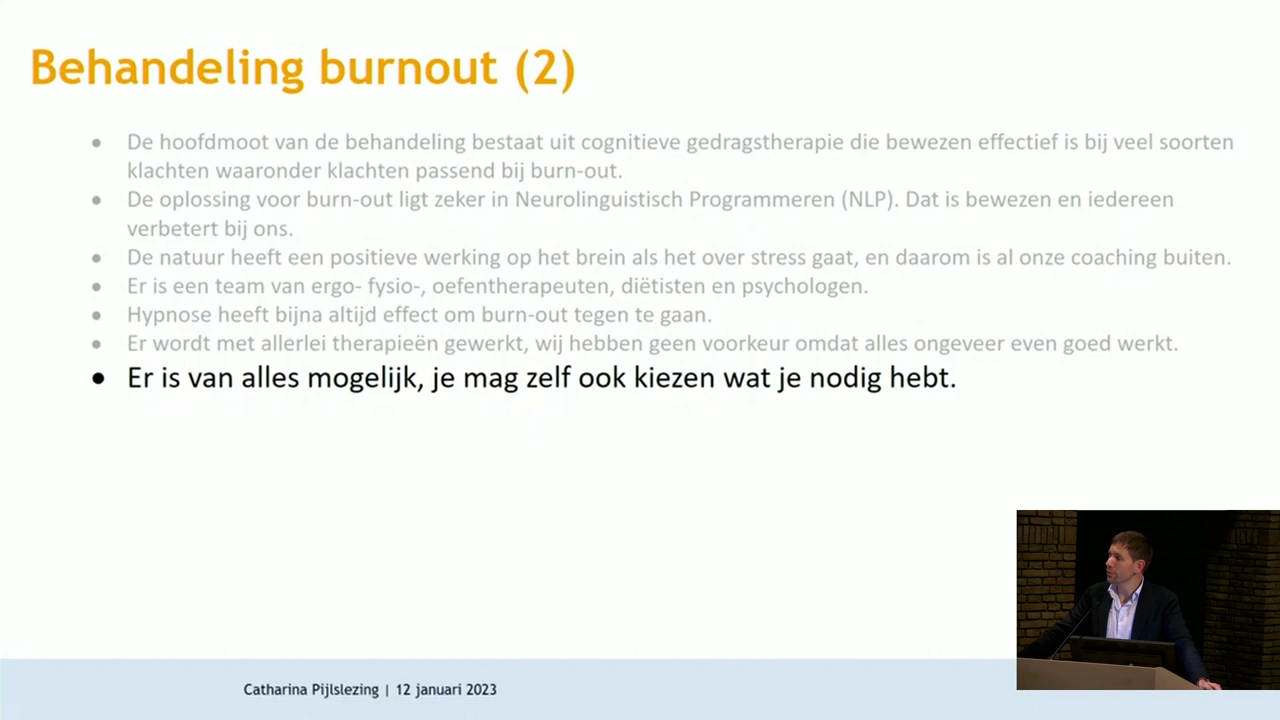 Behandeling burnout (2)
• De hoofdmoot van de behandeling bestaat uit cognitieve gedragstherapie die bewezen effectief is bij veel soorten
klachten waaronder klachten passend bij burn-out.
• De oplossing voor burn-out ligt zeker in Neurolinguistisch Programmeren (NLP). Dat is bewezen en iedereen
verbetert bij ons.
• De natuur heeft een positieve werking op het brein als het over stress gaat, en daarom is al onze coaching buiten.
• Er is een team van ergo- fysio-, oefentherapeuten, diëtisten en psychologen.
• Hypnose heeft bijna altijd effect om burn-out tegen te gaan.
• Er wordt met allerlei therapieën gewerkt, wij hebben geen voorkeur omdat alles ongeveer even goed werkt.
• Er is van alles mogelijk, je mag zelf ook kiezen wat je nodig hebt.
Catharina Pijlslezing | 12 januari 2023